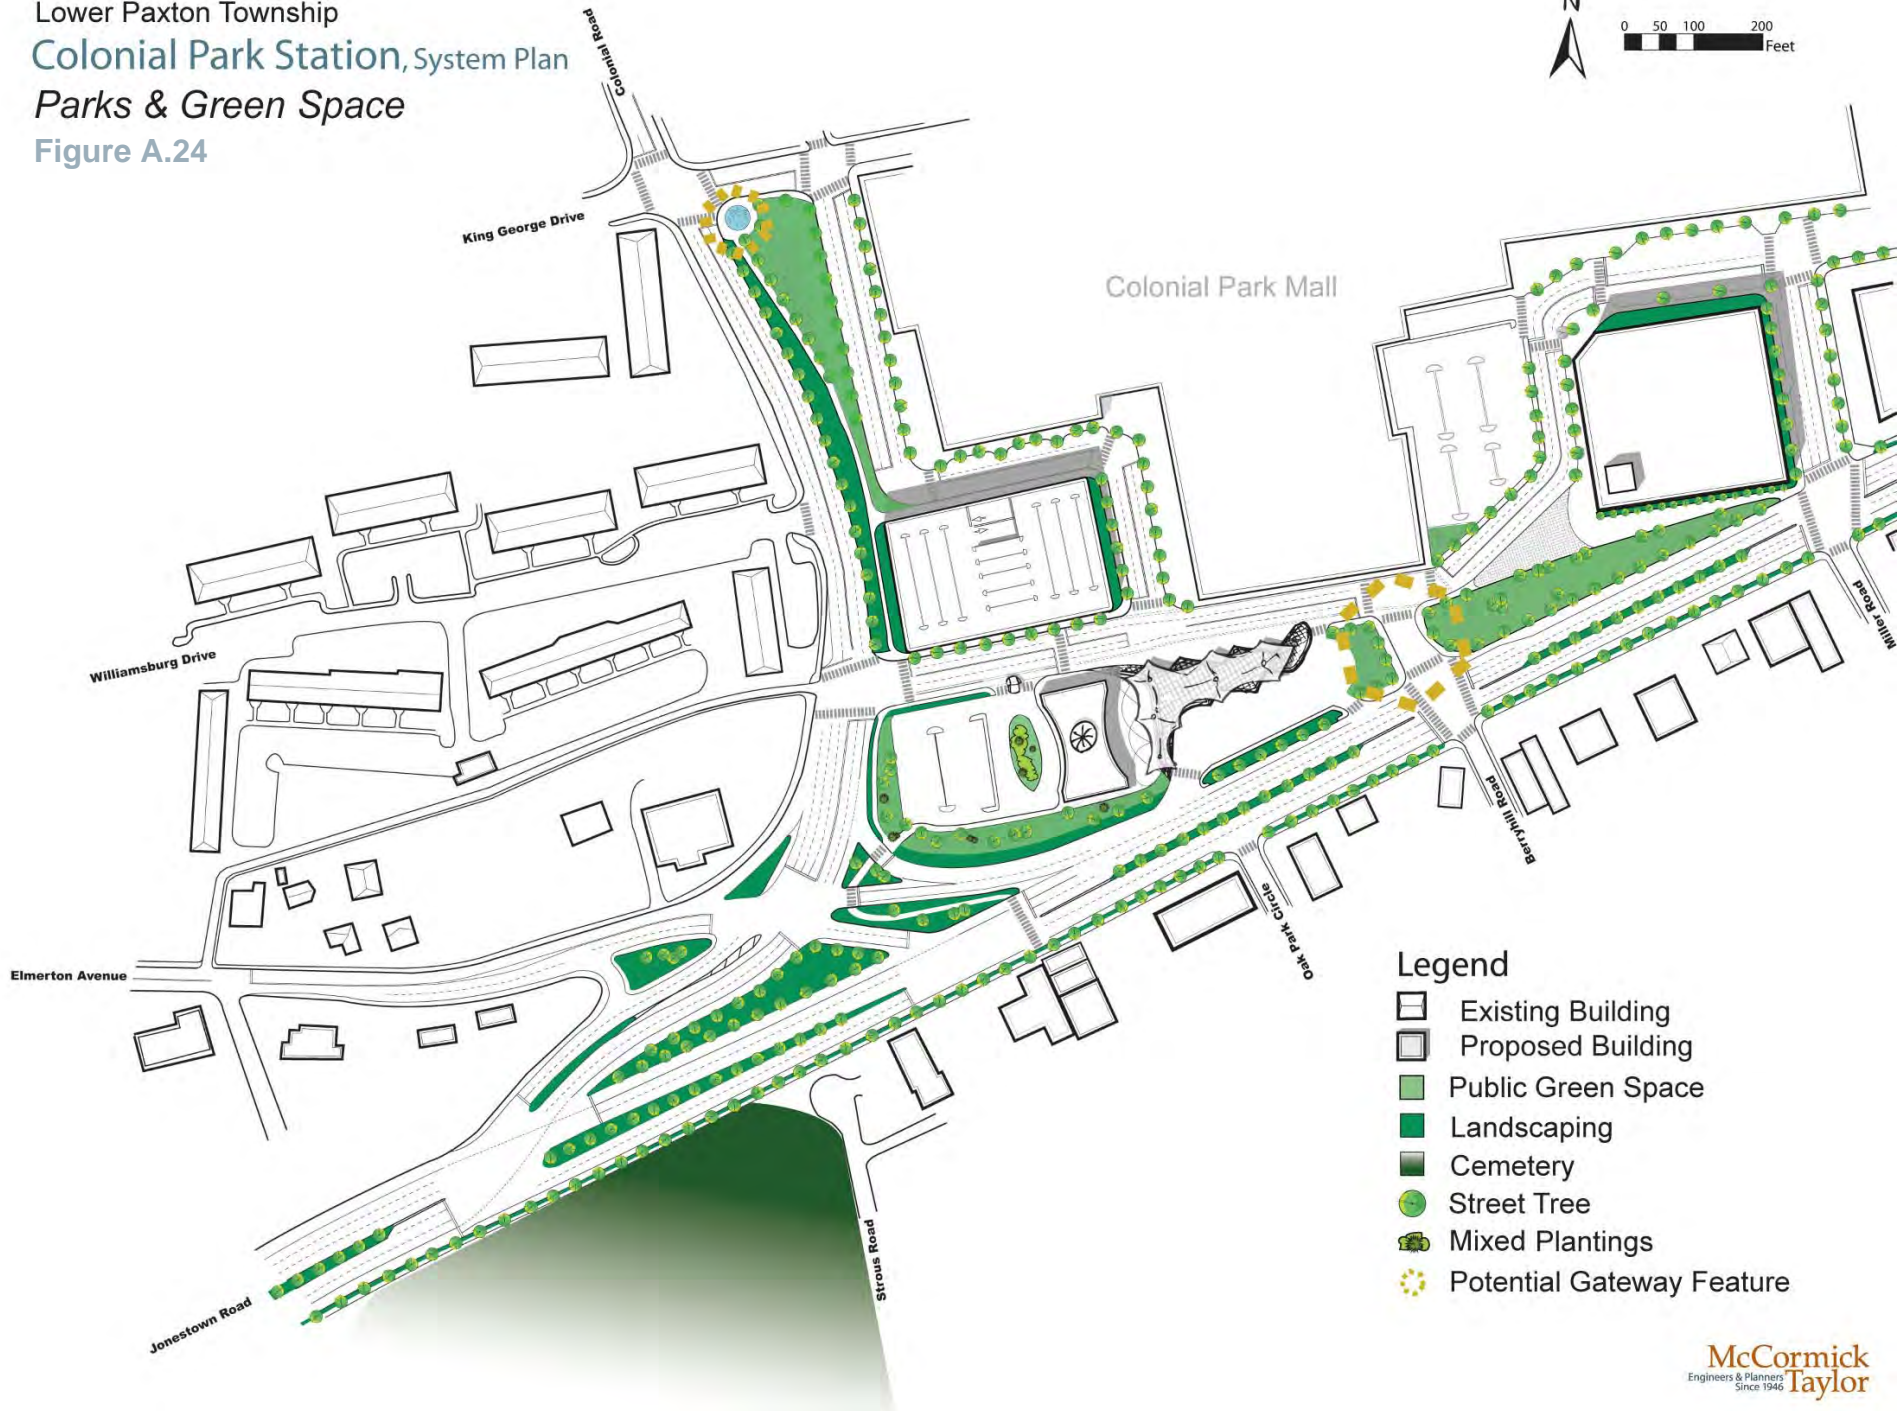 Lower Paxton Township
Colonial Park Station, System Plan
Parks & Green Space
Figure A.24
N
0 50 100 200
Feet
Colonial Road
King George Drive
Colonial Park Mall
Williamsburg Drive
Miller Road
Berryhill Road
Oak Park Circle
Elmerton Avenue
Strous Road
Jonestown Road
Legend
Existing Building
Proposed Building
Public Green Space
Landscaping
Cemetery
Street Tree
Mixed Plantings
Potential Gateway Feature
McCormick
Taylor
Engineers & Planners
Since 1946